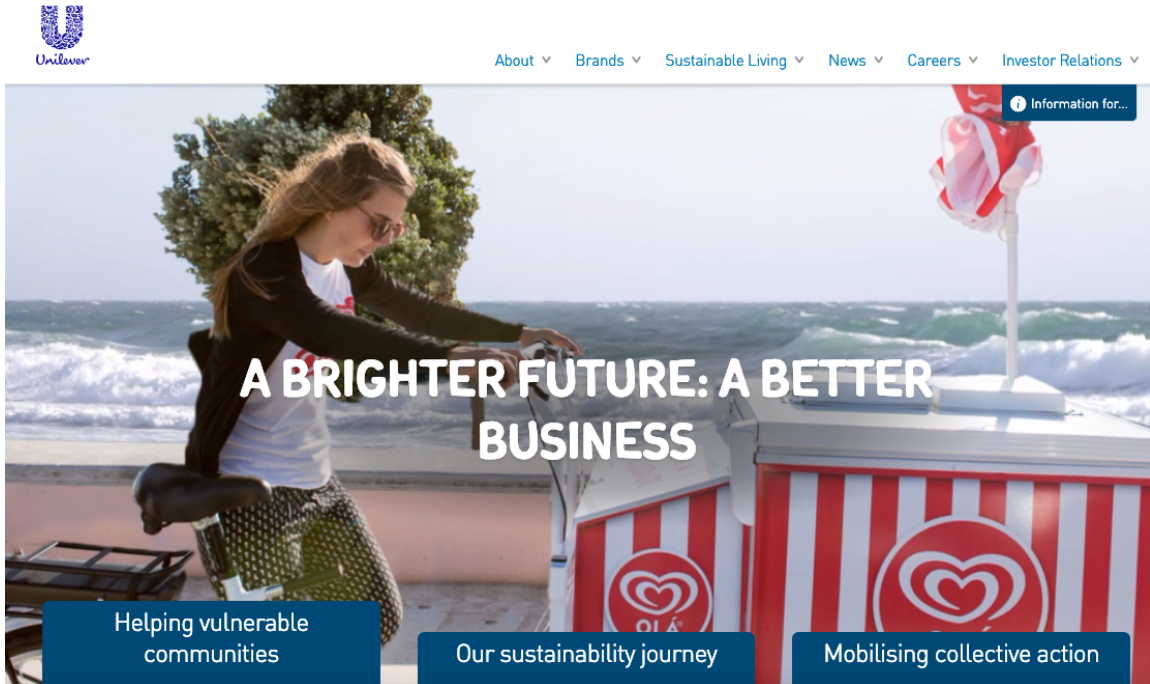 Unilever
About
Brands
Sustainable Living
News
Careers
Investor Relations
Information for...
A BRIGHTER FUTURE: A BETTER
BUSINESS
OLÁ
Helping vulnerable
communities
Our sustainability journey
Mobilising collective action